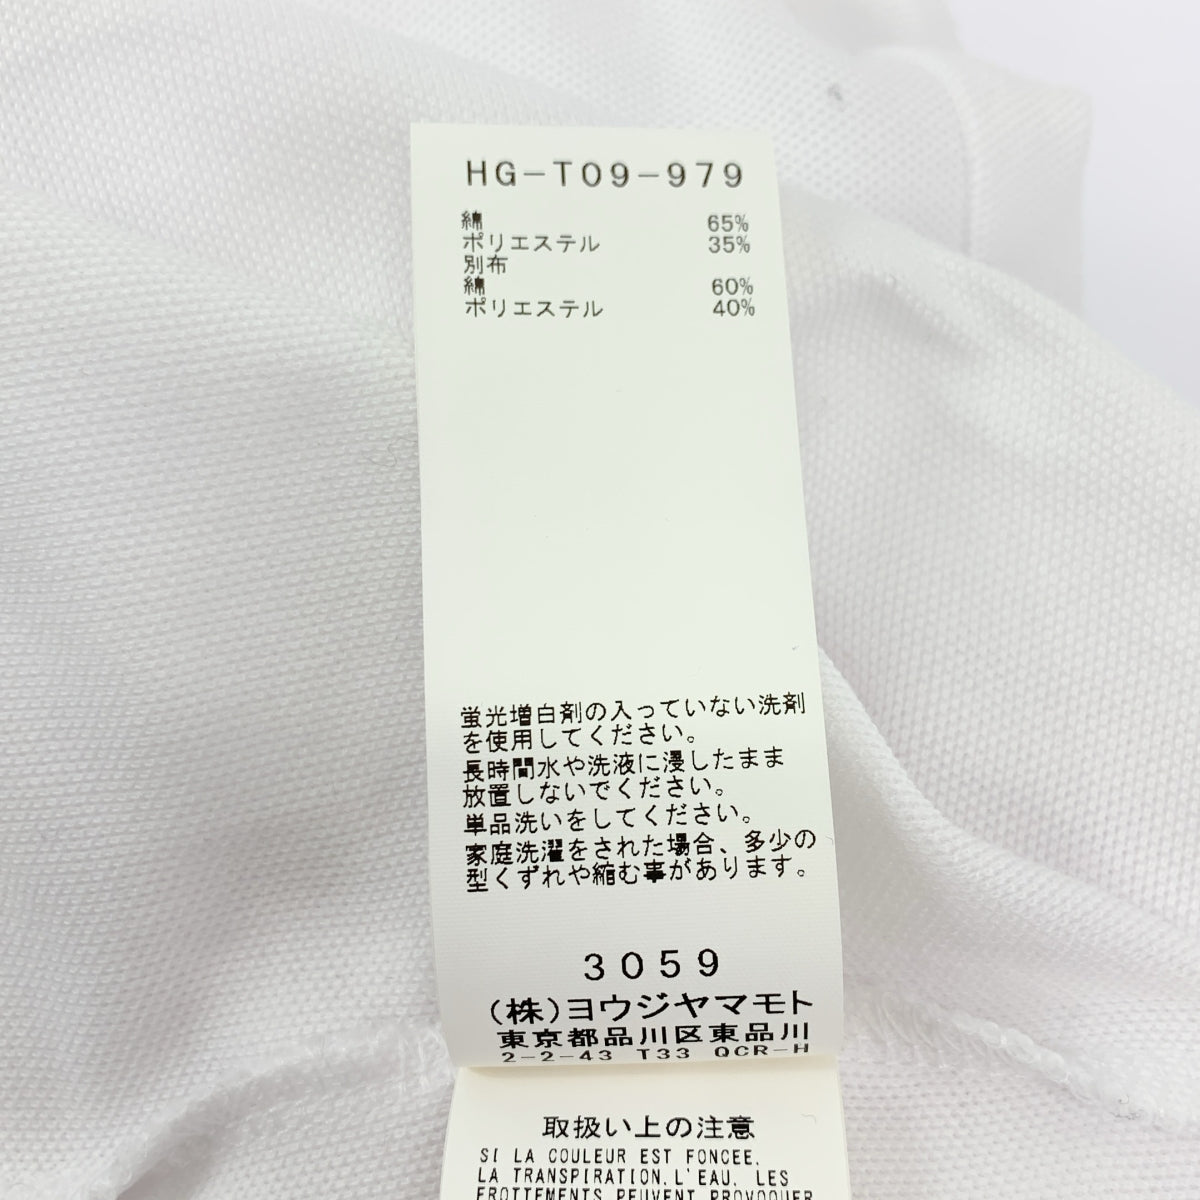 HG-T09-979
綿 65%
ポリエステル 35%
別布
綿 60%
ポリエステル 40%
蛍光増白剤の入っていない洗剤
を使用してください。
長時間水や洗液に浸したまま
放置しないでください。
単品洗いをしてください。
家庭洗濯をされた場合、多少の
型くずれや縮む事があります。
3059
(株)ヨウジヤマモト
東京都品川区東品川
2-2-43 T33 QCR-H
取扱い上の注意
SI LA COULEUR EST FONCEE,
LA TRANSPIRATION,L'EAU, LES
FROTTEMENTS PEUVENT PROVOQUER